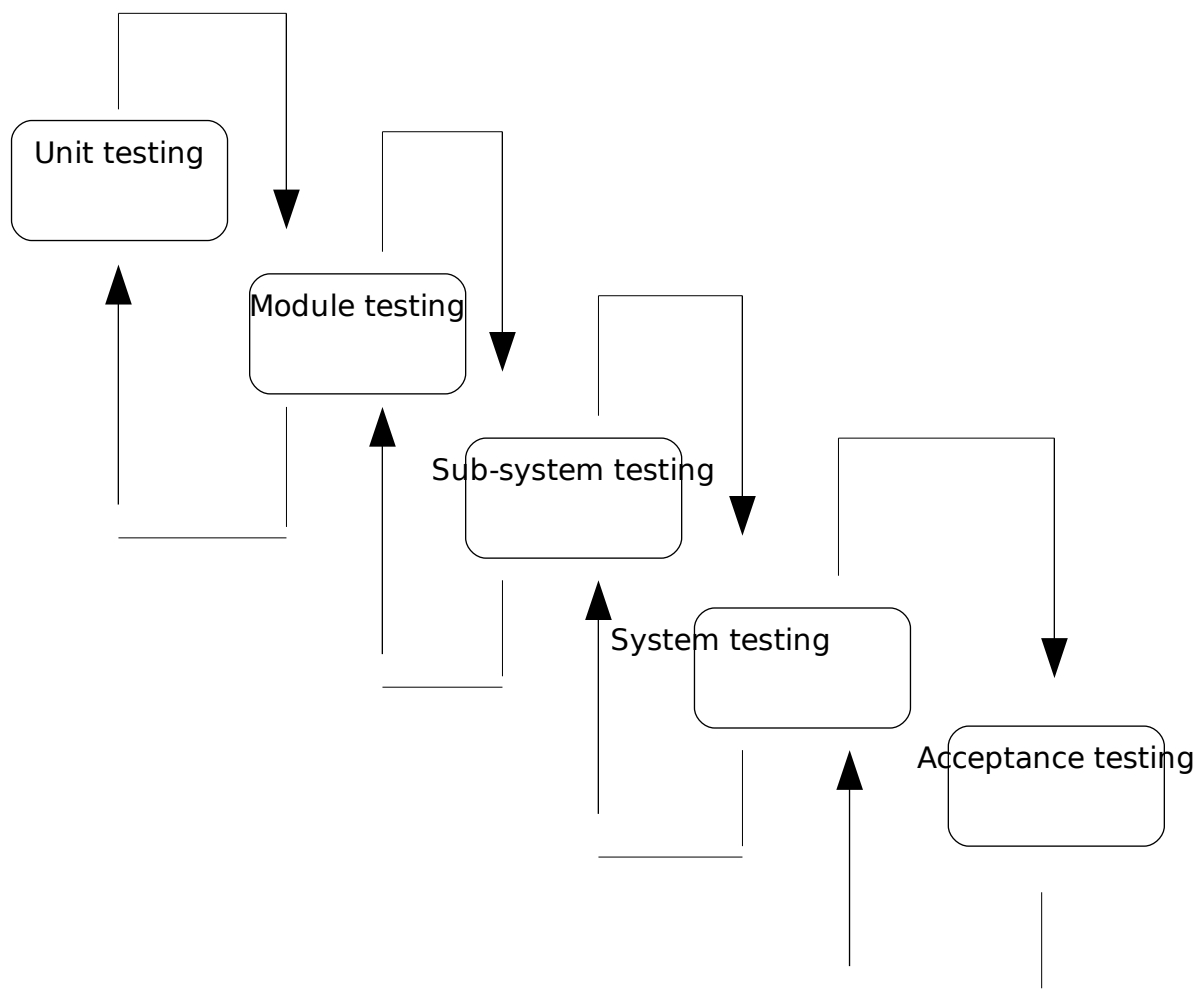 Unit testing
Module testing
Sub-system testing
System testing
Acceptance testing